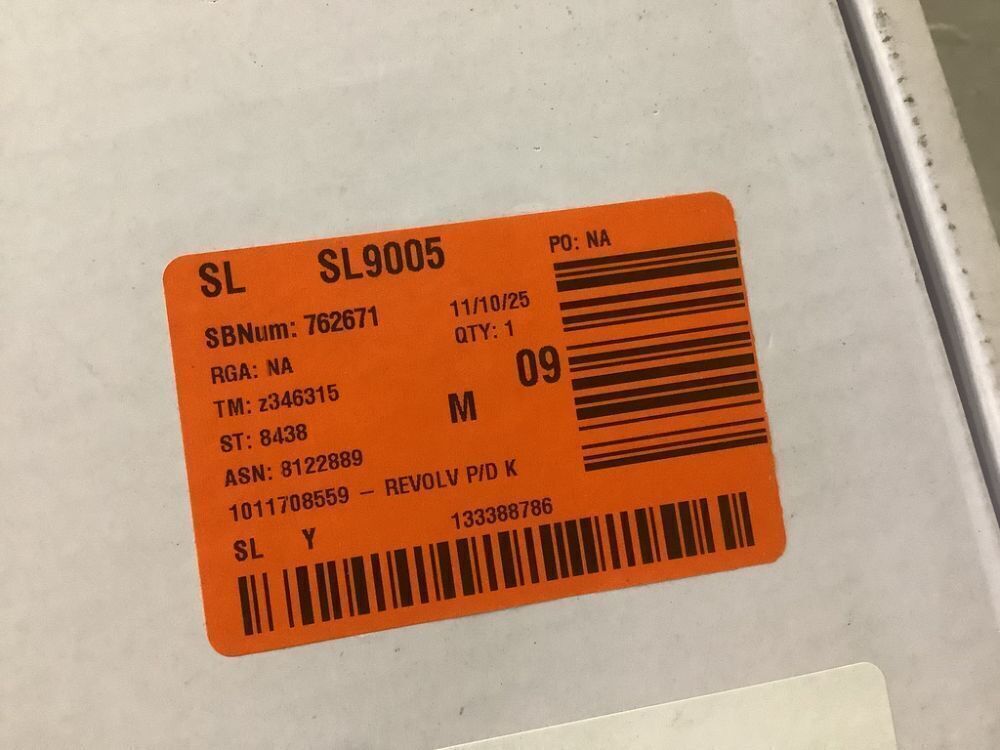 SL SL9005 PO: NA
SBNum: 762671 11/10/25
RGA: NA QTY: 1
TM: z346315 M 09
ST: 8438
ASN: 8122889
1011708559 – REVOLV P/D K
SL Y 133388786